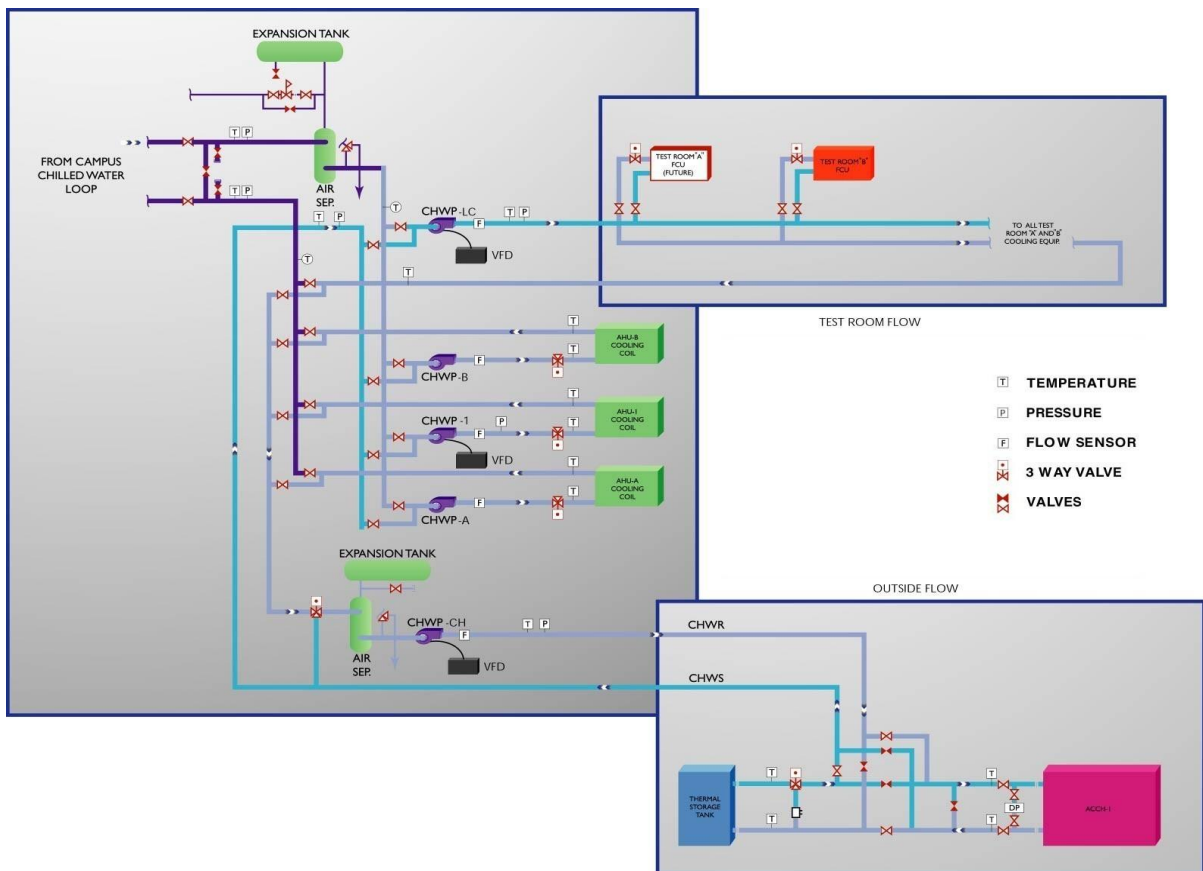 EXPANSION TANK
FROM CAMPUS
CHILLED WATER
LOOP
T
P
T
P
AIR
SEP.
T
P
T
CHWP-LC
F
T
P
VFD
T
T
TEST ROOM "A"
FCU
(FUTURE)
TEST ROOM "B"
FCU
TO ALL TEST
ROOM "A" AND "B"
COOLING EQUIP.
TEST ROOM FLOW
T
AHU-B
COOLING
COIL
CHWP-B
F
T
T
AHU-1
COOLING
COIL
CHWP -1
F
P
T
VFD
T
AHU-A
COOLING
COIL
CHWP-A
F
T
T TEMPERATURE
P PRESSURE
F FLOW SENSOR
3 WAY VALVE
VALVES
EXPANSION TANK
AIR
SEP.
CHWP -CH
F
T
P
VFD
OUTSIDE FLOW
CHWR
CHWS
THERMAL
STORAGE
TANK
T
T
T
T
DP
ACCH-1